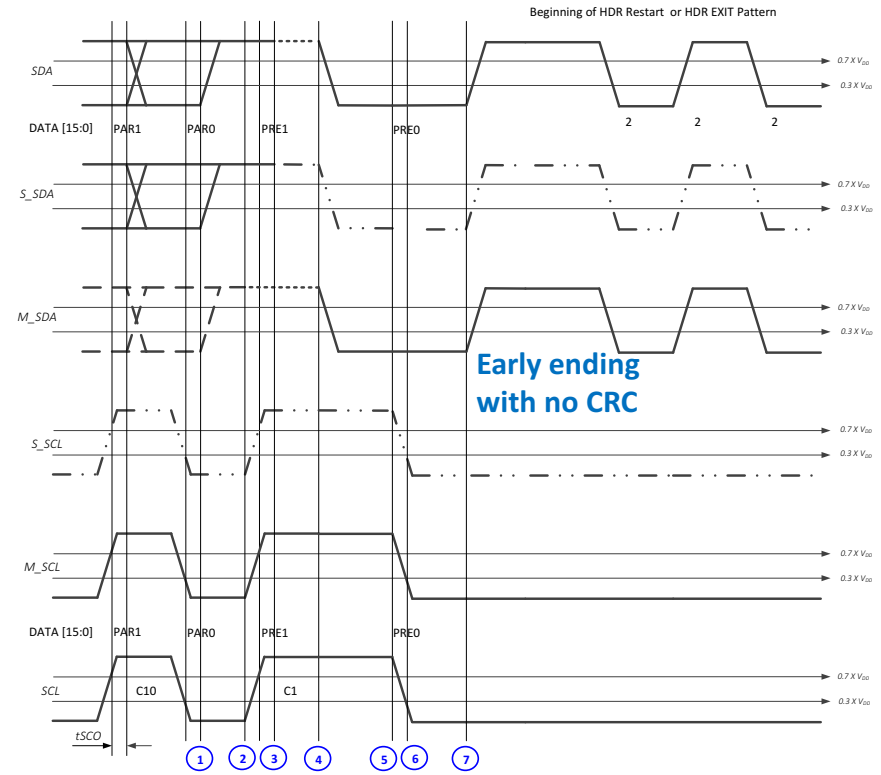 Beginning of HDR Restart or HDR EXIT Pattern
SDA
0.7 X VDD
0.3 X VDD
DATA [15:0] PAR1 PAR0 PRE1 PRE0 2 2 2
S_SDA
0.7 X VDD
0.3 X VDD
M_SDA
0.7 X VDD
0.3 X VDD
Early ending
with no CRC
S_SCL
0.7 X VDD
0.3 X VDD
M_SCL
0.7 X VDD
0.3 X VDD
DATA [15:0] PAR1 PAR0 PRE1 PRE0
SCL
C10 C1
0.7 X VDD
0.3 X VDD
tSCO
1 2 3 4 5 6 7